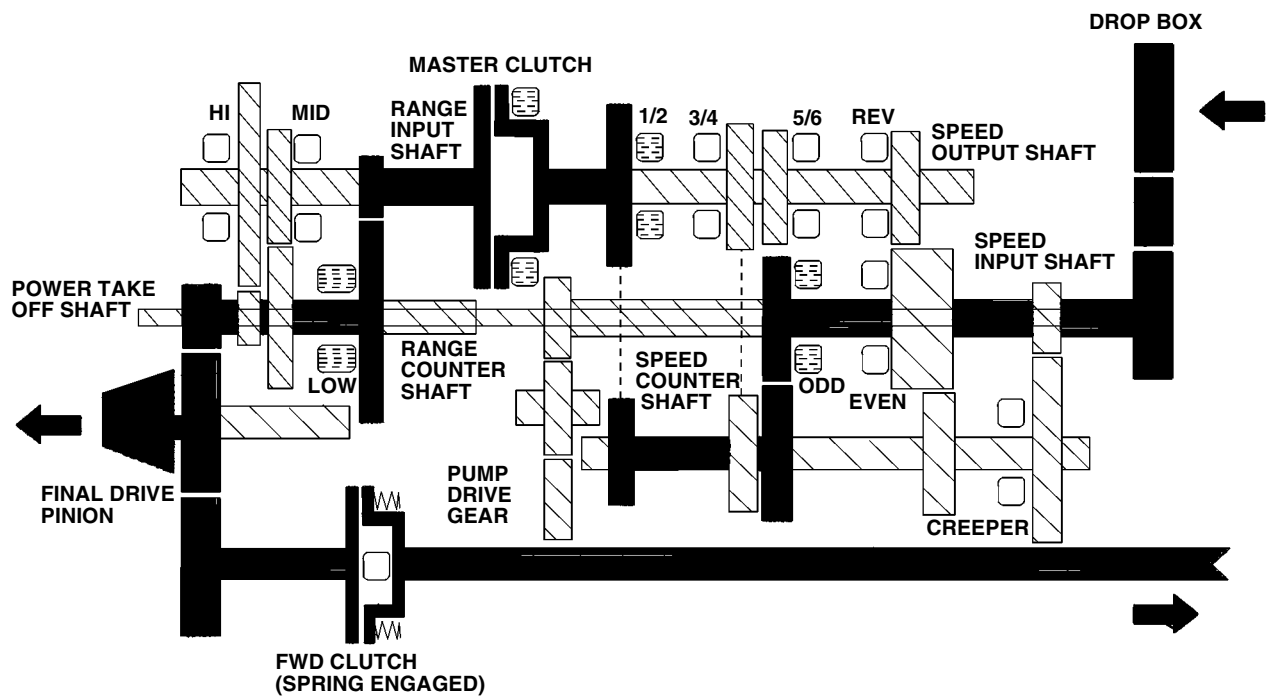 DROP BOX
MASTER CLUTCH
HI
MID
RANGE
INPUT
SHAFT
1/2
3/4
5/6
REV
SPEED
OUTPUT SHAFT
SPEED
INPUT SHAFT
POWER TAKE
OFF SHAFT
LOW
RANGE
COUNTER
SHAFT
SPEED
COUNTER
SHAFT
ODD
EVEN
FINAL DRIVE
PINION
PUMP
DRIVE
GEAR
CREEPER
FWD CLUTCH
(SPRING ENGAGED)